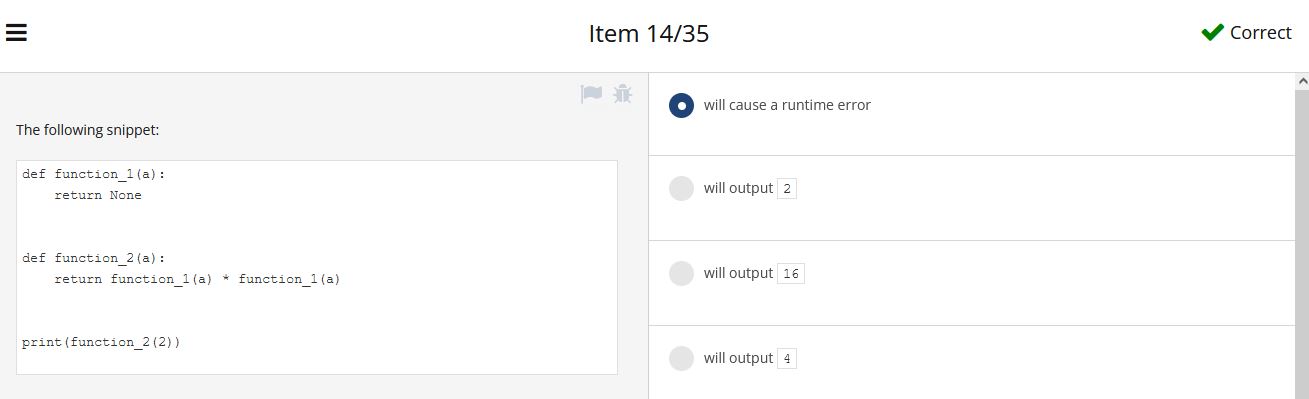 Item 14/35
Correct
The following snippet:
def function_1(a):
    return None
def function_2(a):
    return function_1(a) * function_1(a)
print(function_2(2))
will cause a runtime error
will output 2
will output 16
will output 4